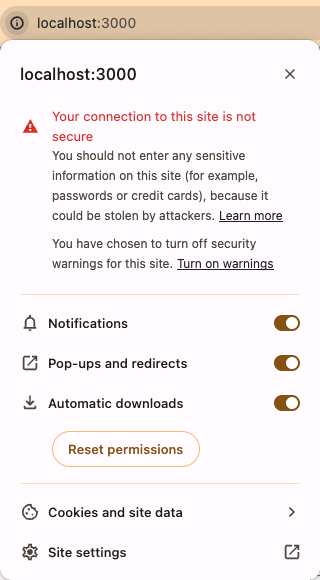 localhost:3000
localhost:3000
Your connection to this site is not
secure
You should not enter any sensitive
information on this site (for example,
passwords or credit cards), because it
could be stolen by attackers. Learn more
You have chosen to turn off security
warnings for this site. Turn on warnings
Notifications
Pop-ups and redirects
Automatic downloads
Reset permissions
Cookies and site data
Site settings